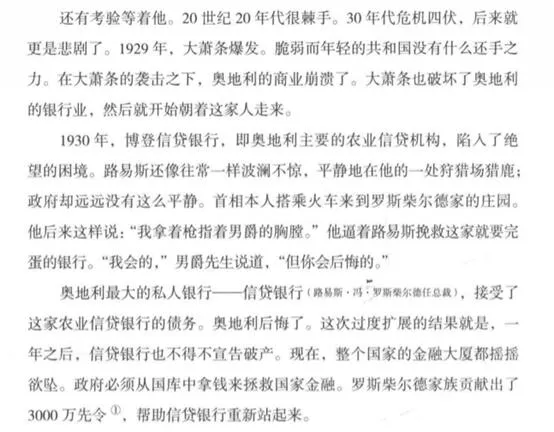 还有考验等着他。20 世纪 20 年代很棘手。30 年代危机四伏，后来就
更是悲剧了。1929 年，大萧条爆发。脆弱而年轻的共和国没有什么还手之
力。在大萧条的袭击之下，奥地利的商业崩溃了。大萧条也破坏了奥地利
的银行业，然后就开始朝着这家人走来。
1930 年，博登信贷银行，即奥地利主要的农业信贷机构，陷入了绝
望的困境。路易斯还像往常一样波澜不惊，平静地在他的一处狩猎场猎鹿；
政府却远远没有这么平静。首相本人搭乘火车来到罗斯柴尔德家的庄园。
他后来这样说：“我拿着枪指着男爵的胸膛。”他逼着路易斯挽救这家就要完
蛋的银行。“我会的，”男爵先生说道，“但你会后悔的。”
奥地利最大的私人银行——信贷银行（路易斯·冯·罗斯柴尔德任总裁），接受了
这家农业信贷银行的债务。奥地利后悔了。这次过度扩展的结果就是，一
年之后，信贷银行也不得不宣告破产。现在，整个国家的金融大厦都摇摇
欲坠。政府必须从国库中拿钱来拯救国家金融。罗斯柴尔德家族贡献出了
3000 万先令①，帮助信贷银行重新站起来。